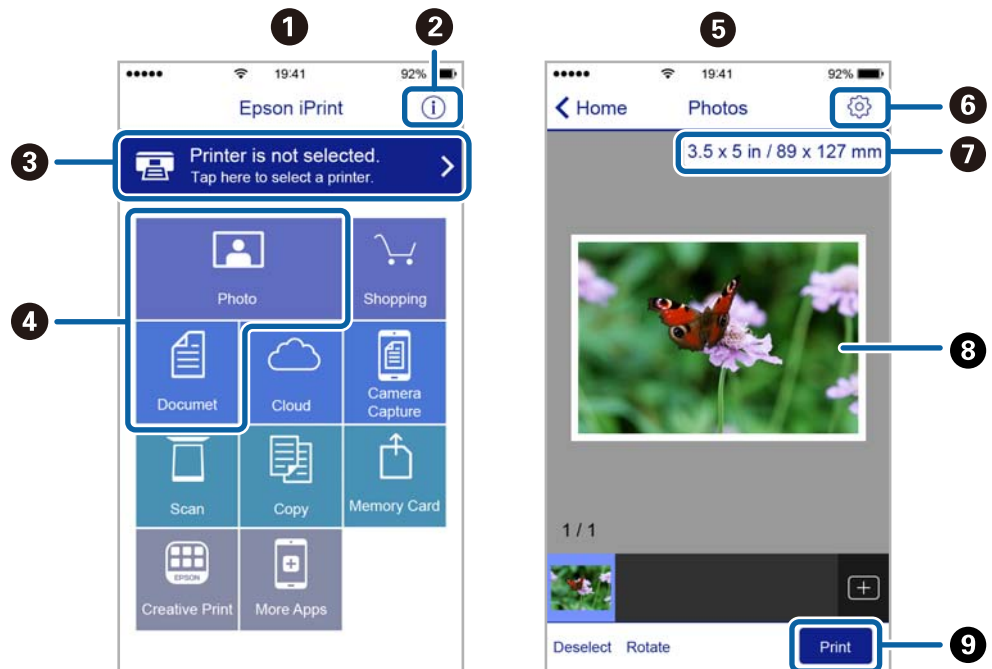 1
2
19:41
92%
Epson iPrint
i
3
Printer is not selected.
Tap here to select a printer.
4
Photo
Shopping
Documet
Cloud
Camera
Capture
Scan
Copy
Memory Card
EPSON
Creative Print
More Apps
5
19:41
92%
Home
Photos
6
3.5 x 5 in / 89 x 127 mm
7
8
1 / 1
Deselect
Rotate
Print
9